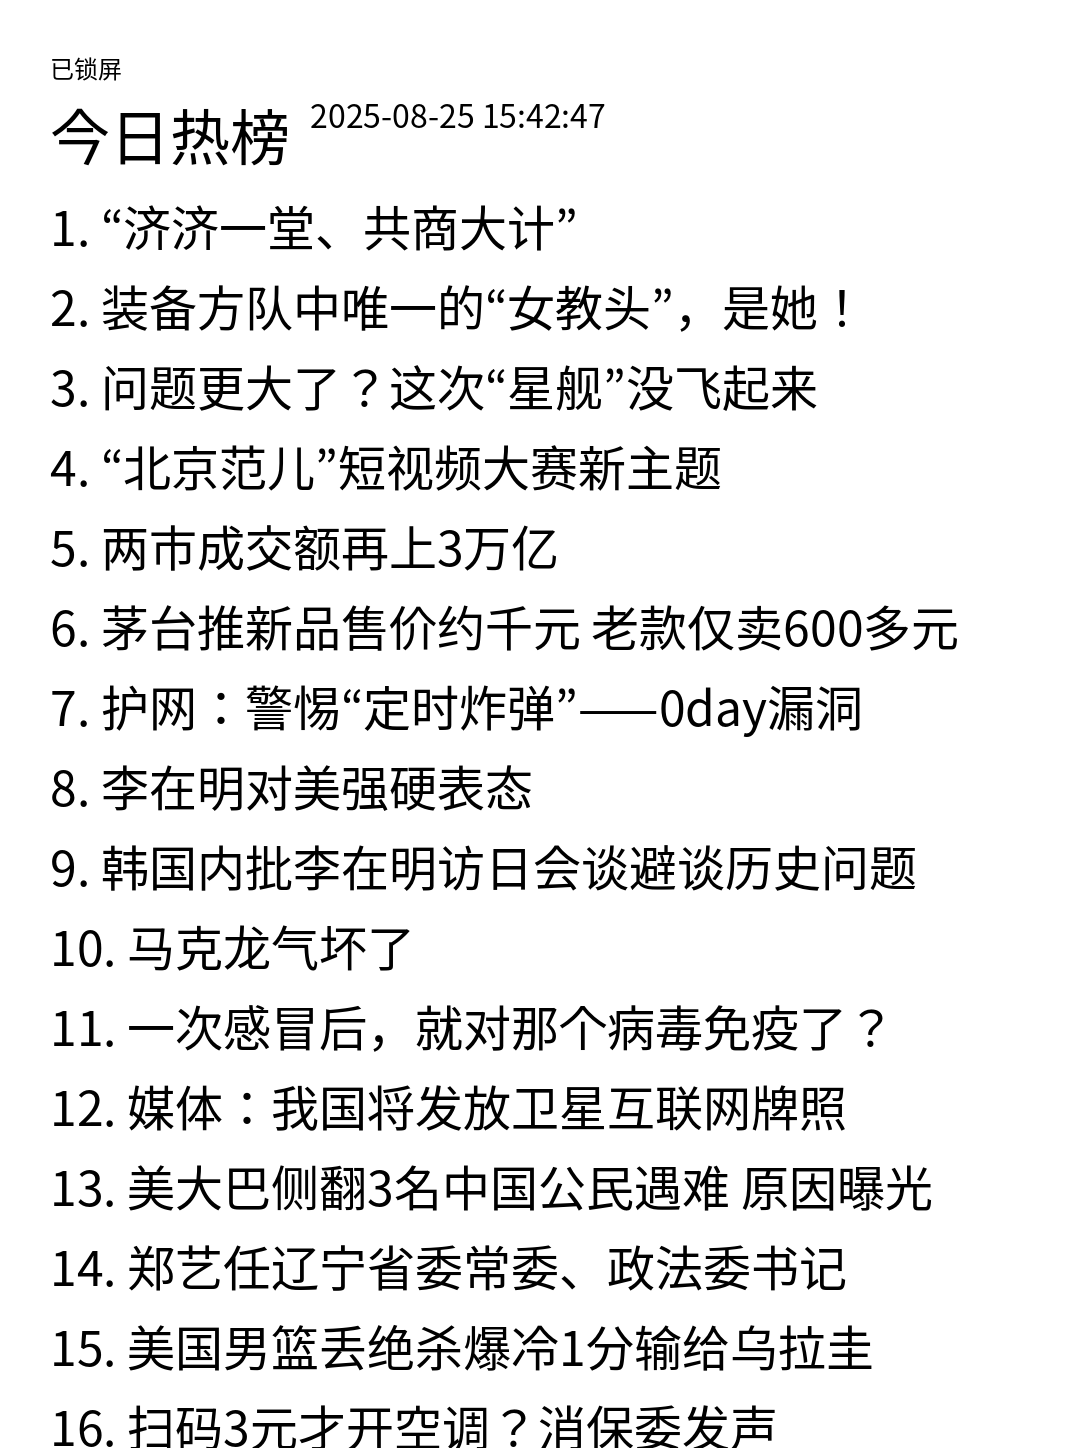 已锁屏
今日热榜 2025-08-25 15:42:47
1. “济济一堂、共商大计”
2. 装备方队中唯一的“女教头”，是她！
3. 问题更大了？这次“星舰”没飞起来
4. “北京范儿”短视频大赛新主题
5. 两市成交额再上3万亿
6. 茅台推新品售价约千元 老款仅卖600多元
7. 护网：警惕“定时炸弹”——0day漏洞
8. 李在明对美强硬表态
9. 韩国内批李在明访日会谈避谈历史问题
10. 马克龙气坏了
11. 一次感冒后，就对那个病毒免疫了？
12. 媒体：我国将发放卫星互联网牌照
13. 美大巴侧翻3名中国公民遇难 原因曝光
14. 郑艺任辽宁省委常委、政法委书记
15. 美国男篮丢绝杀爆冷1分输给乌拉圭
16. 扫码3元才开空调？消保委发声